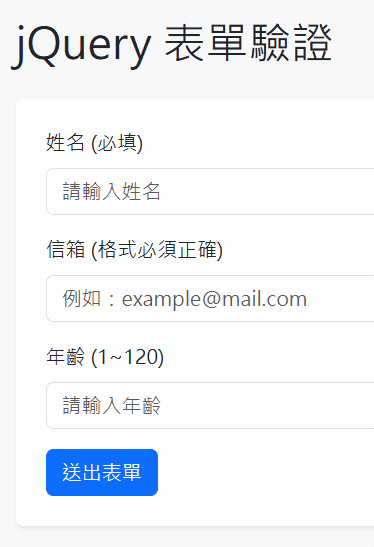 jQuery 表單驗證
姓名 (必填)
請輸入姓名
信箱 (格式必須正確)
例如：example@mail.com
年齡 (1~120)
請輸入年齡
送出表單